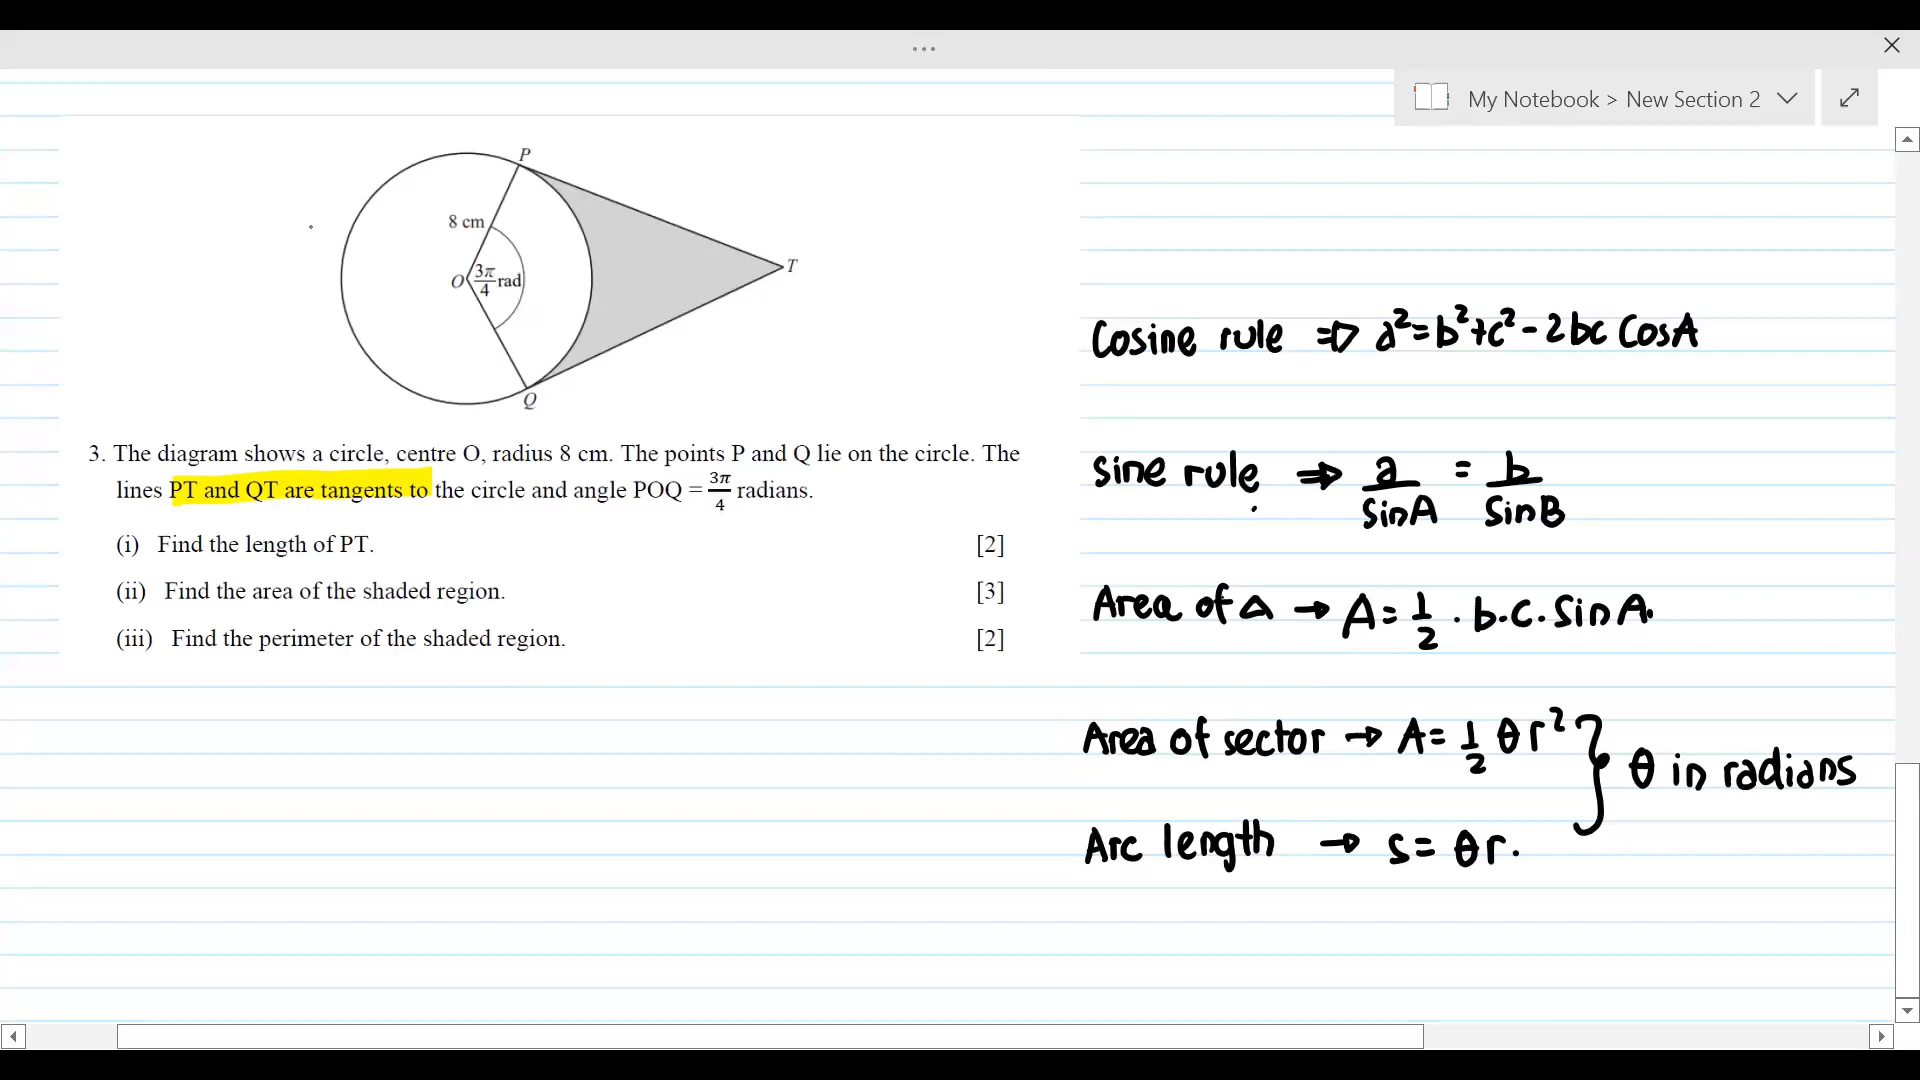 My Notebook > New Section 2
P
8 cm
T
O
3π/4 rad
Q
3. The diagram shows a circle, centre O, radius 8 cm. The points P and Q lie on the circle. The
lines PT and QT are tangents to the circle and angle POQ = 3π/4 radians.
(i) Find the length of PT. [2]
(ii) Find the area of the shaded region. [3]
(iii) Find the perimeter of the shaded region. [2]
Cosine rule ⇒ a²=b²+c²-2bc CosA
Sine rule ⇒ a/SinA = b/SinB
Area of Δ → A= 1/2 . b.c. Sin A.
Area of sector → A= 1/2 θ r² } θ in radians
Arc length → s= θr.